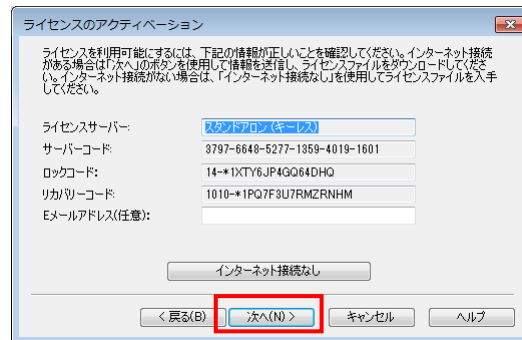 ライセンスのアクティベーション
ライセンスを利用可能にするには、下記の情報が正しいことを確認してください。インターネット接続
がある場合は「次へ」のボタンを使用して情報を送信し、ライセンスファイルをダウンロードしてくださ
い。インターネット接続がない場合は、「インターネット接続なし」を使用してライセンスファイルを入手
してください。
ライセンスサーバー: スタンドアロン (キーレス)
サーバーコード: 3797-6648-5277-1359-4019-1601
ロックコード: 14-*1XTY6JP4GQ64DHQ
リカバリーコード: 1010-*1PQ7F3U7RMZRNHM
Eメールアドレス(任意):
インターネット接続なし
< 戻る(B) 次へ(N) > キャンセル ヘルプ